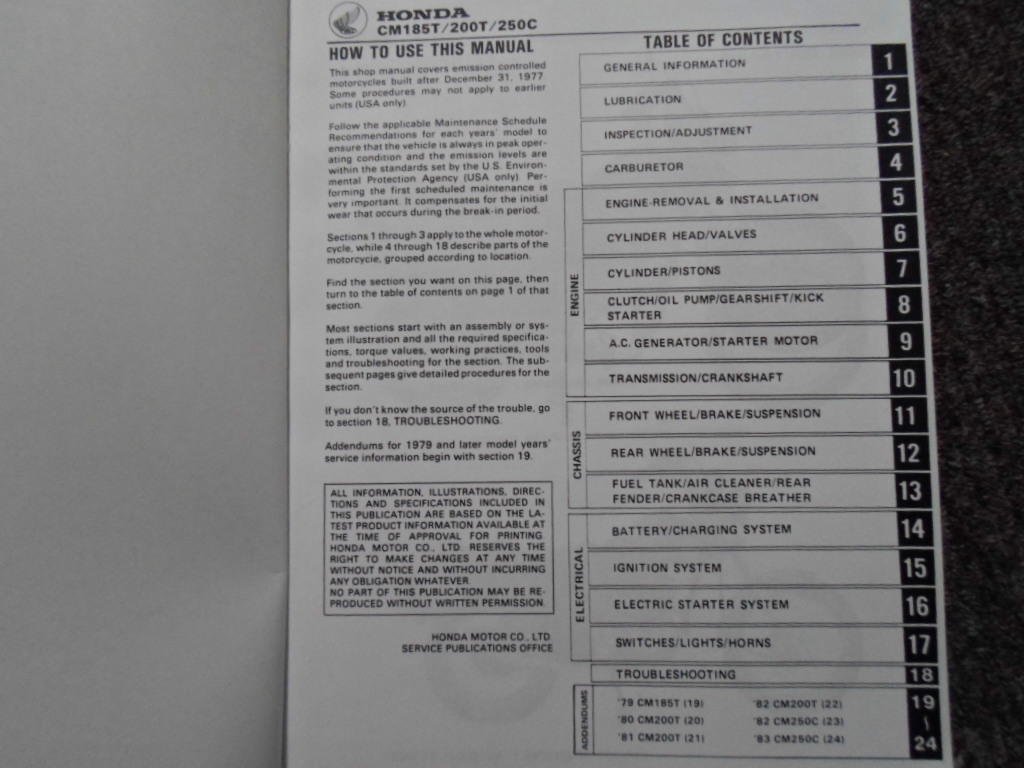 HONDA
CM185T/200T/250C
HOW TO USE THIS MANUAL
This shop manual covers emission controlled
motorcycles built after December 31, 1977.
Some procedures may not apply to earlier
units (USA only).
Follow the applicable Maintenance Schedule
Recommendations for each years' model to
ensure that the vehicle is always in peak oper-
ating condition and the emission levels are
within the standards set by the U.S. Environ-
mental Protection Agency (USA only). Per-
forming the first scheduled maintenance is
very important. It compensates for the initial
wear that occurs during the break-in period.
Sections 1 through 3 apply to the whole motor-
cycle, while 4 through 18 describe parts of the
motorcycle, grouped according to location.
Find the section you want on this page, then
turn to the table of contents on page 1 of that
section.
Most sections start with an assembly or sys-
tem illustration and all the required specifica-
tions, torque values, working practices, tools
and troubleshooting for the section. The sub-
sequent pages give detailed procedures for the
section.
If you don't know the source of the trouble, go
to section 18, TROUBLESHOOTING.
Addendums for 1979 and later model years'
service information begin with section 19.
ALL INFORMATION, ILLUSTRATIONS, DIREC-
TIONS AND SPECIFICATIONS INCLUDED IN
THIS PUBLICATION ARE BASED ON THE LA-
TEST PRODUCT INFORMATION AVAILABLE AT
THE TIME OF APPROVAL FOR PRINTING.
HONDA MOTOR CO., LTD. RESERVES THE
RIGHT TO MAKE CHANGES AT ANY TIME
WITHOUT NOTICE AND WITHOUT INCURRING
ANY OBLIGATION WHATEVER.
NO PART OF THIS PUBLICATION MAY BE RE-
PRODUCED WITHOUT WRITTEN PERMISSION.
HONDA MOTOR CO., LTD.
SERVICE PUBLICATIONS OFFICE
TABLE OF CONTENTS
GENERAL INFORMATION 1
LUBRICATION 2
INSPECTION/ADJUSTMENT 3
CARBURETOR 4
ENGINE
ENGINE-REMOVAL & INSTALLATION 5
CYLINDER HEAD/VALVES 6
CYLINDER/PISTONS 7
CLUTCH/OIL PUMP/GEARSHIFT/KICK
STARTER 8
A.C. GENERATOR/STARTER MOTOR 9
TRANSMISSION/CRANKSHAFT 10
CHASSIS
FRONT WHEEL/BRAKE/SUSPENSION 11
REAR WHEEL/BRAKE/SUSPENSION 12
FUEL TANK/AIR CLEANER/REAR
FENDER/CRANKCASE BREATHER 13
ELECTRICAL
BATTERY/CHARGING SYSTEM 14
IGNITION SYSTEM 15
ELECTRIC STARTER SYSTEM 16
SWITCHES/LIGHTS/HORNS 17
TROUBLESHOOTING 18
ADDENDUMS
'79 CM185T (19) '82 CM200T (22) 19
'80 CM200T (20) '82 CM250C (23) \
'81 CM200T (21) '83 CM250C (24) 24